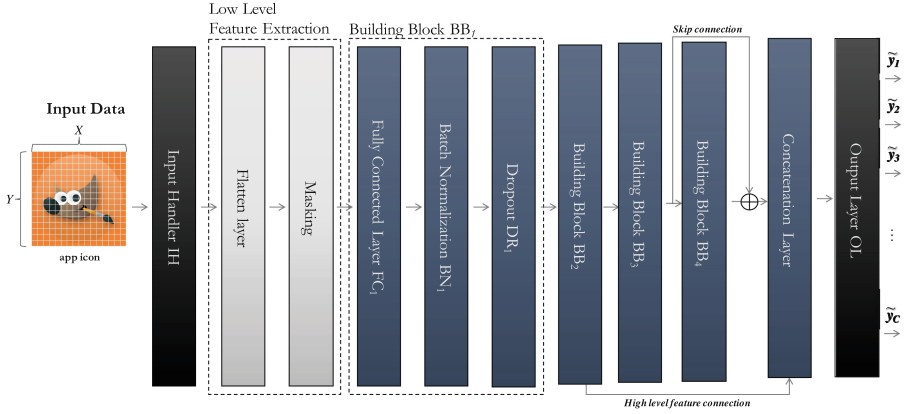 Low Level
Feature Extraction
Building Block BB1
Input Data
X
Y
app icon
Input Handler IH
Flatten layer
Masking
Fully Connected Layer FC1
Batch Normalization BN1
Dropout DR1
Building Block BB2
Building Block BB3
Building Block BB4
Skip connection
Concatenation Layer
High level feature connection
Output Layer OL
ỹ1
ỹ2
ỹ3
...
ỹC